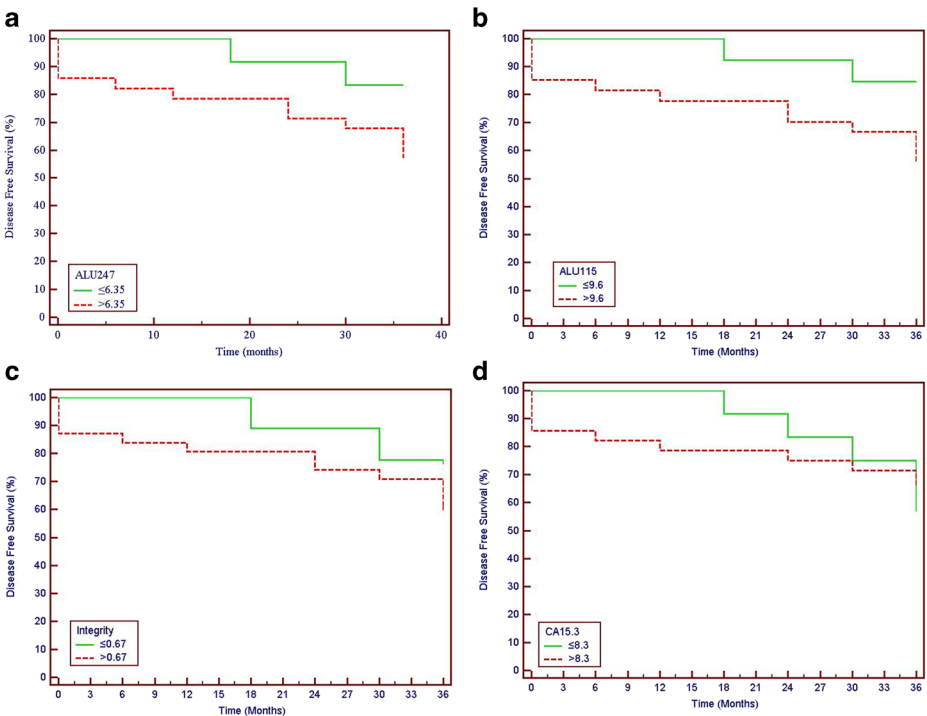 a
100
90
80
70
60
50
40
30
20
10
0
Disease Free Survival (%)
ALU247
≤6.35
>6.35
0 10 20 30 40
Time (months)
b
100
90
80
70
60
50
40
30
20
10
0
Disease Free Survival (%)
ALU115
≤9.6
>9.6
0 3 6 9 12 15 18 21 24 27 30 33 36
Time (Months)
c
100
90
80
70
60
50
40
30
20
10
0
Disease Free Survival (%)
Integrity
≤0.67
>0.67
0 3 6 9 12 15 18 21 24 27 30 33 36
Time (Months)
d
100
90
80
70
60
50
40
30
20
10
0
Disease Free Survival (%)
CA15.3
≤8.3
>8.3
0 3 6 9 12 15 18 21 24 27 30 33 36
Time (Months)